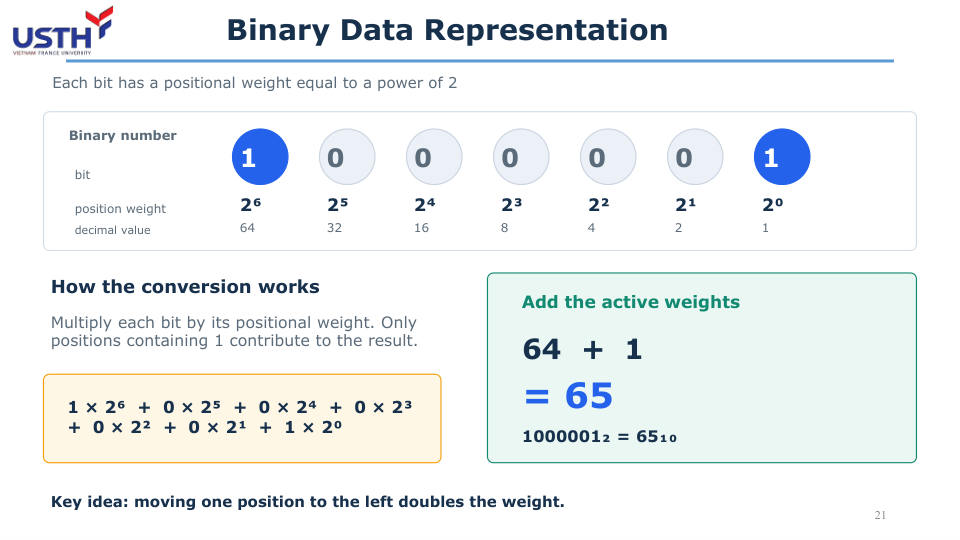 USTH
VIETNAM FRANCE UNIVERSITY
Binary Data Representation
Each bit has a positional weight equal to a power of 2
Binary number
bit
1 0 0 0 0 0 1
position weight
2⁶ 2⁵ 2⁴ 2³ 2² 2¹ 2⁰
decimal value
64 32 16 8 4 2 1
How the conversion works
Multiply each bit by its positional weight. Only
positions containing 1 contribute to the result.
1 × 2⁶ + 0 × 2⁵ + 0 × 2⁴ + 0 × 2³
+ 0 × 2² + 0 × 2¹ + 1 × 2⁰
Add the active weights
64 + 1
= 65
1000001₂ = 65₁₀
Key idea: moving one position to the left doubles the weight.
21